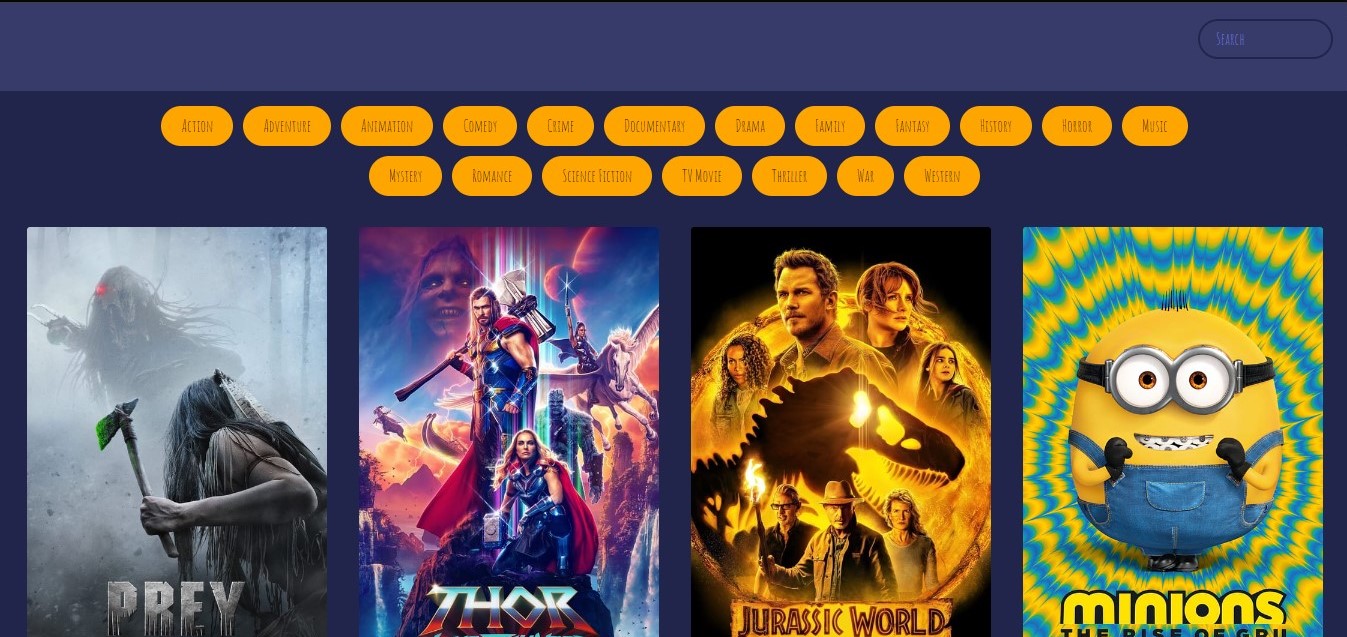 Search
Action Adventure Animation Comedy Crime Documentary Drama Family Fantasy History Horror Music
Mystery Romance Science Fiction TV Movie Thriller War Western
PREY
THOR
JURASSIC WORLD
minions
THE RISE OF GRU